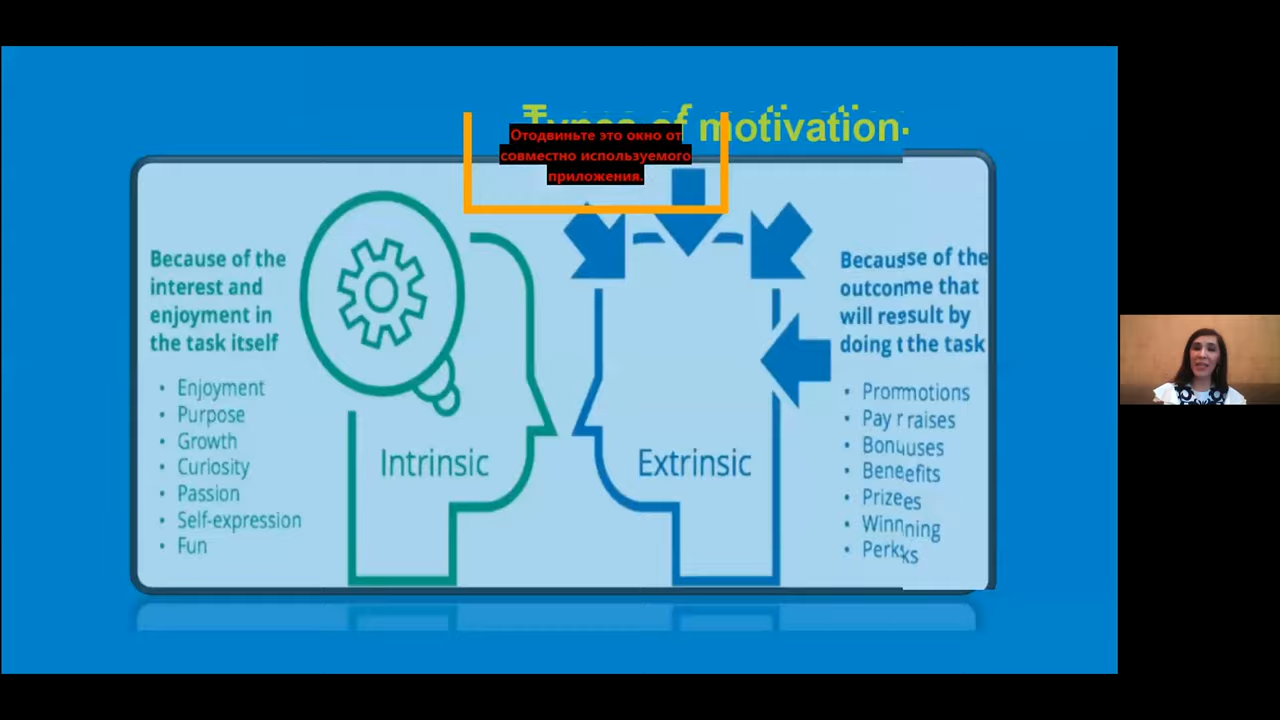 Types of motivation
Отодвиньте это окно от
совместно используемого
приложения.
Because of the
interest and
enjoyment in
the task itself
• Enjoyment
• Purpose
• Growth
• Curiosity
• Passion
• Self-expression
• Fun
Intrinsic
Extrinsic
Because of the
outcome that
will result by
doing the task
• Promotions
• Pay raises
• Bonuses
• Benefits
• Prizes
• Winning
• Perks